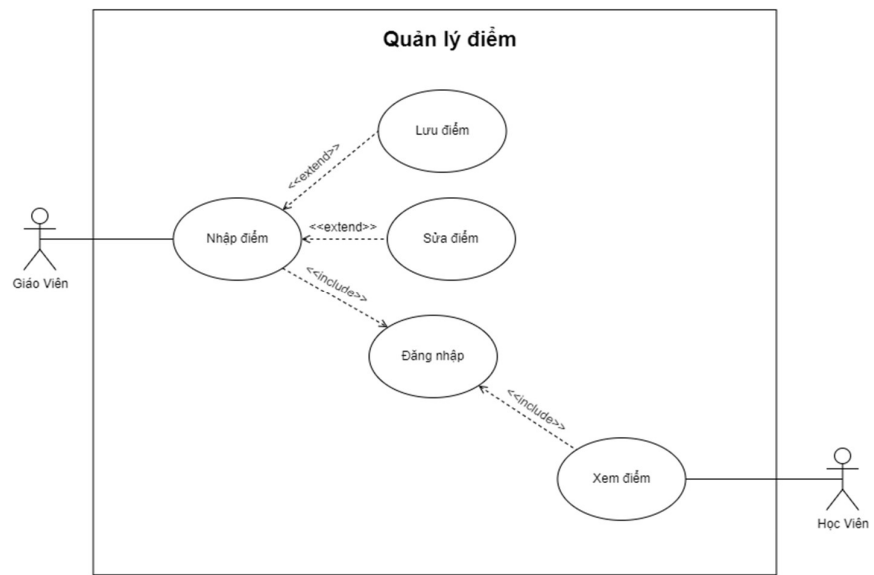 Quản lý điểm
Lưu điểm
<<extend>>
Nhập điểm
<<extend>>
Sửa điểm
Giáo Viên
<<include>>
Đăng nhập
<<include>>
Xem điểm
Học Viên